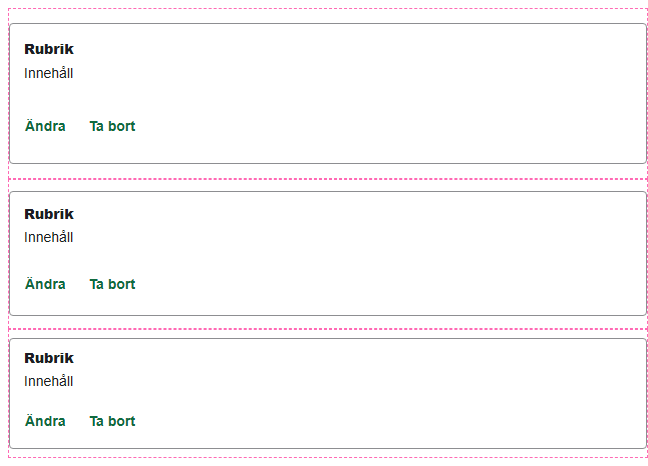 Rubrik
Innehåll
Ändra Ta bort
Rubrik
Innehåll
Ändra Ta bort
Rubrik
Innehåll
Ändra Ta bort